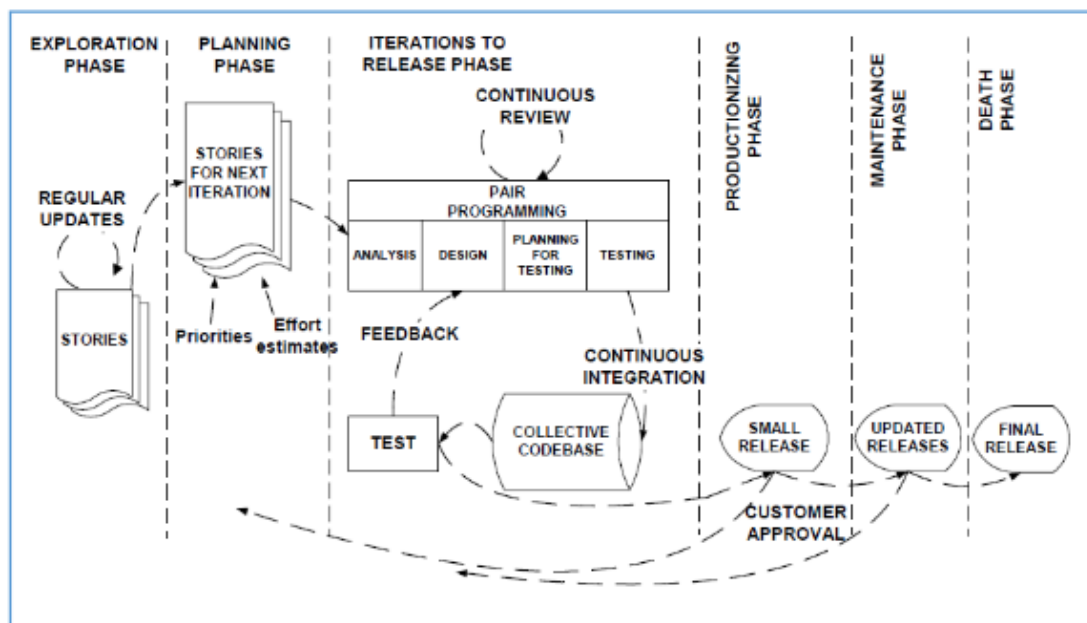 EXPLORATION
PHASE
PLANNING
PHASE
ITERATIONS TO
RELEASE PHASE
PRODUCTIONIZING
PHASE
MAINTENANCE
PHASE
DEATH
PHASE
CONTINUOUS
REVIEW
STORIES
FOR NEXT
ITERATION
REGULAR
UPDATES
PAIR
PROGRAMMING
ANALYSIS
DESIGN
PLANNING
FOR
TESTING
TESTING
STORIES
Priorities
Effort
estimates
FEEDBACK
CONTINUOUS
INTEGRATION
TEST
COLLECTIVE
CODEBASE
SMALL
RELEASE
UPDATED
RELEASES
FINAL
RELEASE
CUSTOMER
APPROVAL